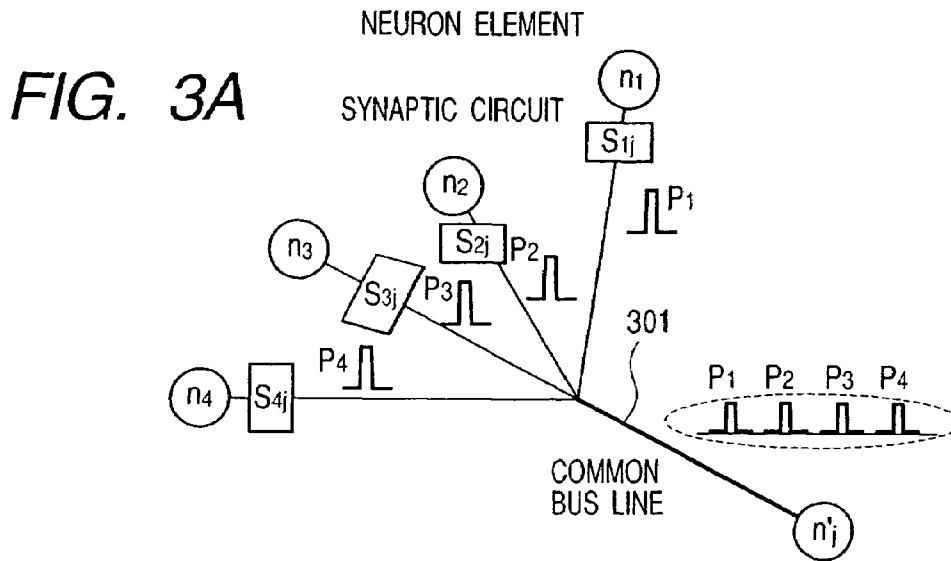 NEURON ELEMENT
FIG. 3A
SYNAPTIC CIRCUIT
n1
S1j
P1
n2
S2j
P2
n3
S3j
P3
n4
S4j
P4
301
P1 P2 P3 P4
COMMON
BUS LINE
n'j